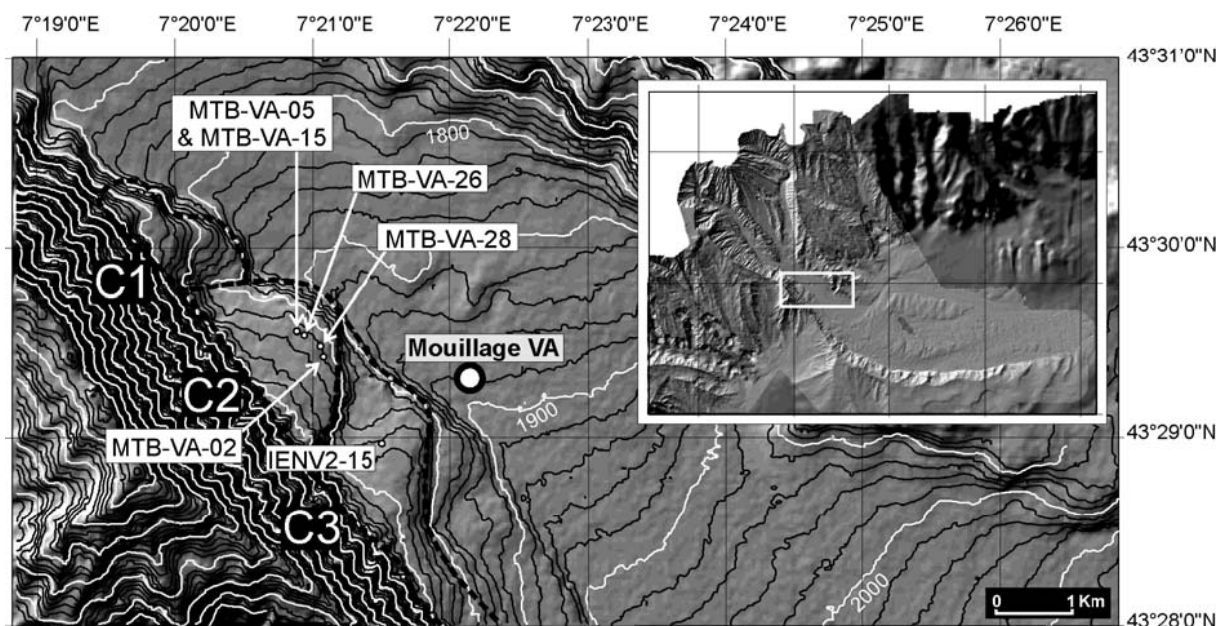 7°19'0"E
7°20'0"E
7°21'0"E
7°22'0"E
7°23'0"E
7°24'0"E
7°25'0"E
7°26'0"E
43°31'0"N
MTB-VA-05
& MTB-VA-15
1800
MTB-VA-26
MTB-VA-28
43°30'0"N
C1
Mouillage VA
C2
1900
MTB-VA-02
IENV2-15
43°29'0"N
C3
2000
0 1 Km
43°28'0"N